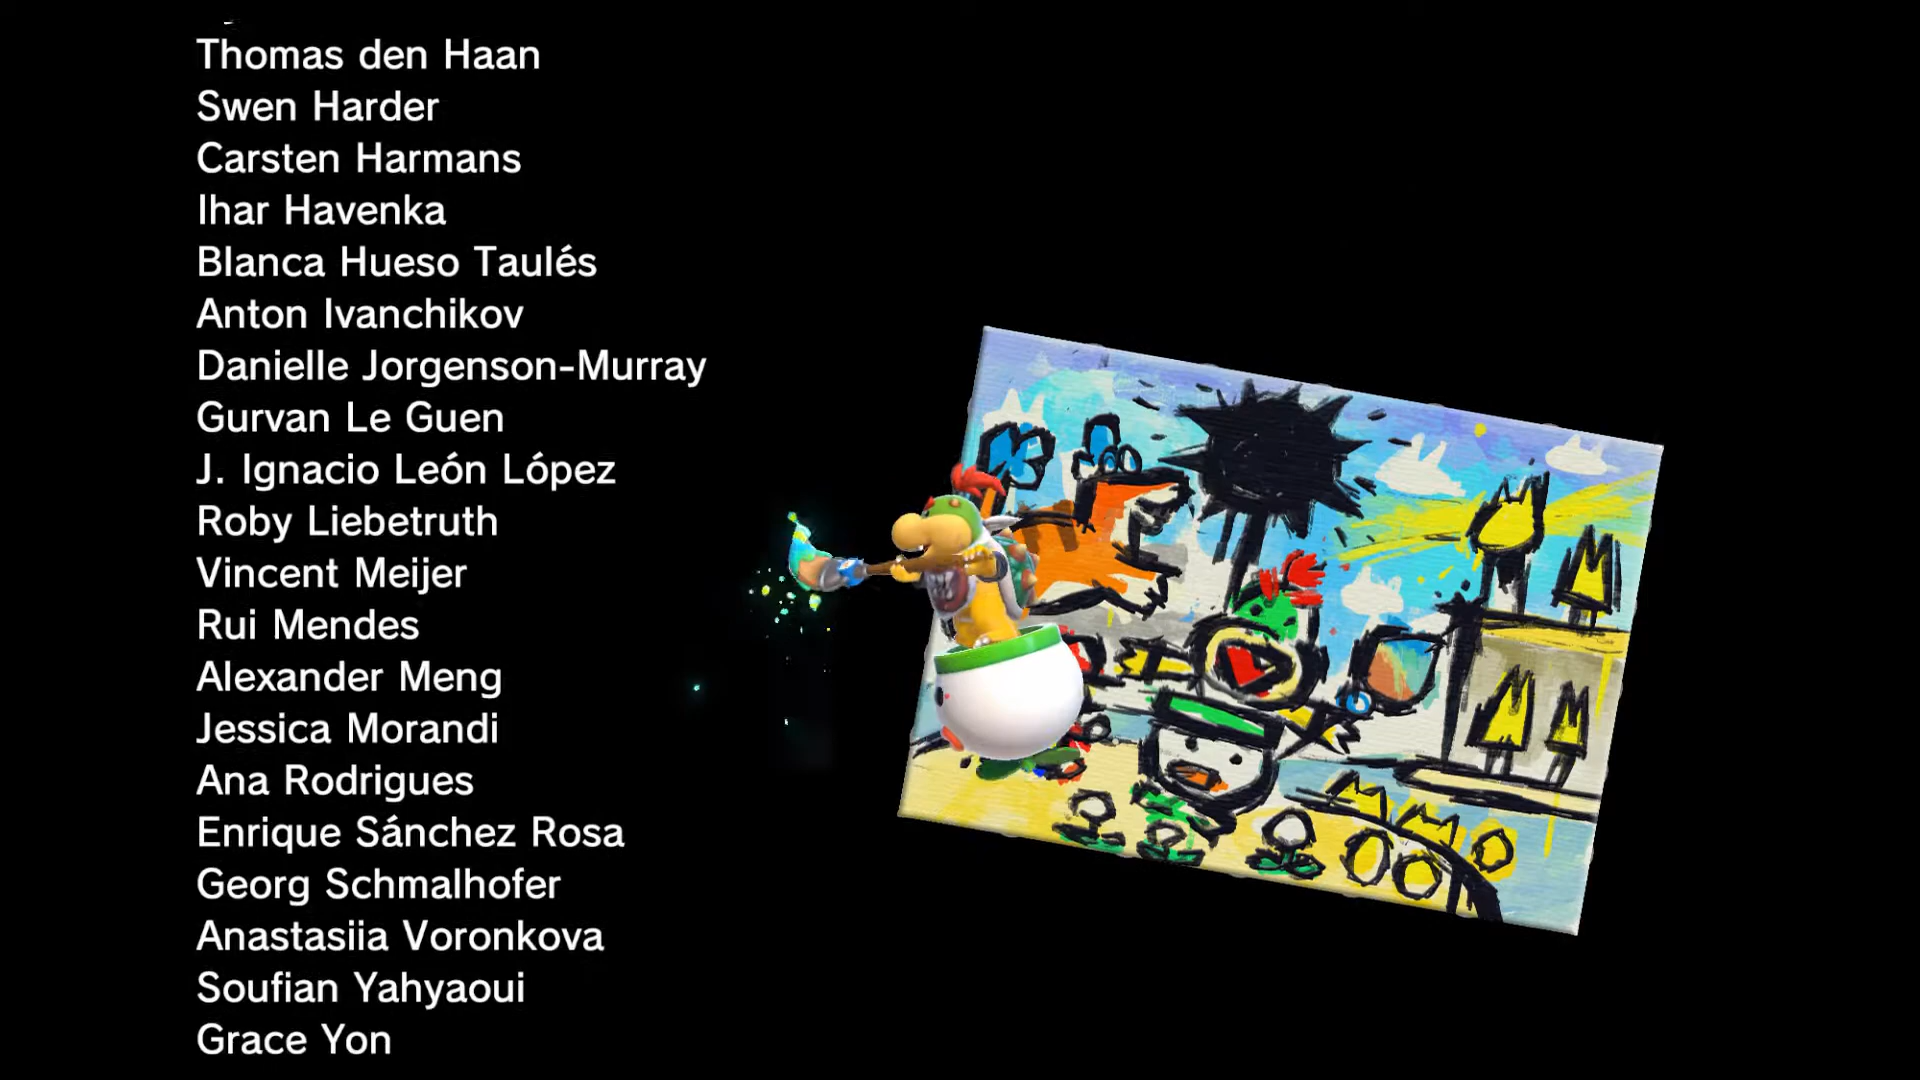 Thomas den Haan
Swen Harder
Carsten Harmans
Ihar Havenka
Blanca Hueso Taulés
Anton Ivanchikov
Danielle Jorgenson-Murray
Gurvan Le Guen
J. Ignacio León López
Roby Liebetruth
Vincent Meijer
Rui Mendes
Alexander Meng
Jessica Morandi
Ana Rodrigues
Enrique Sánchez Rosa
Georg Schmalhofer
Anastasiia Voronkova
Soufian Yahyaoui
Grace Yon